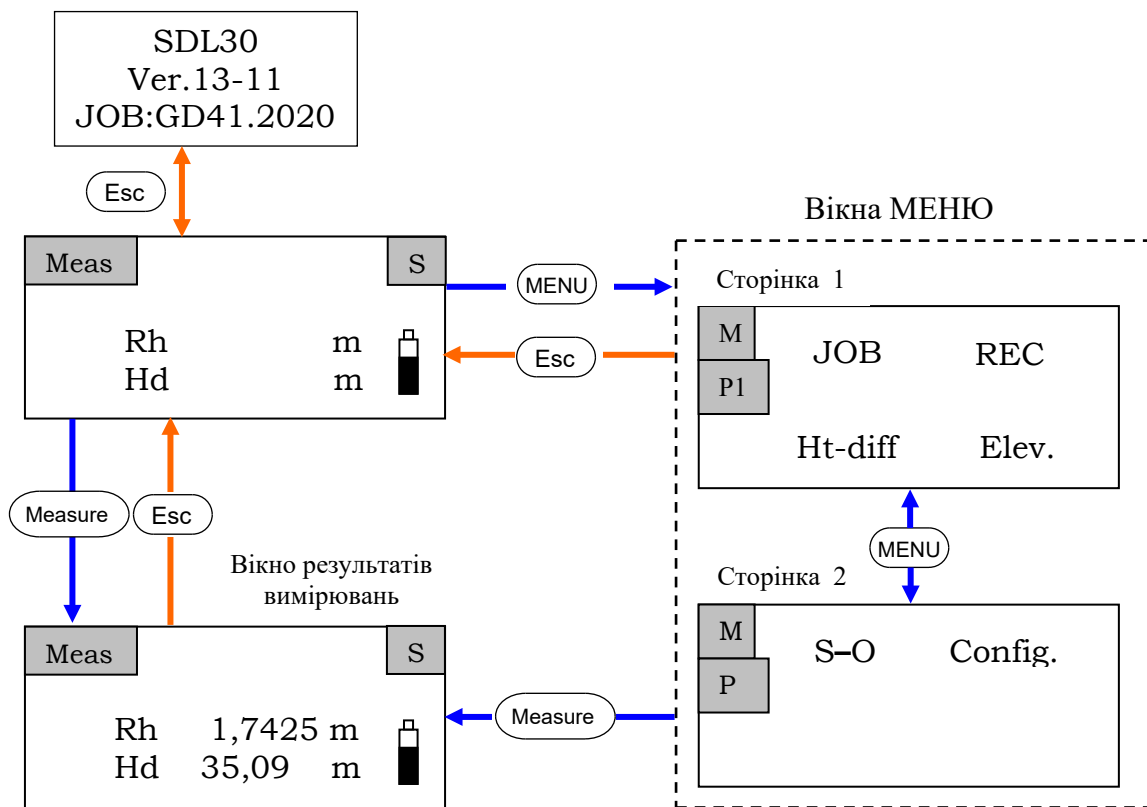 SDL30
Ver.13-11
JOB:GD41.2020
Esc
Meas S
Rh m
Hd m
MENU
Esc
Measure
Esc
Вікно результатів
вимірювань
Meas S
Rh 1,7425 m
Hd 35,09 m
Вікна МЕНЮ
Сторінка 1
M
JOB REC
P1
Ht-diff Elev.
MENU
Сторінка 2
M
S–O Config.
P
Measure